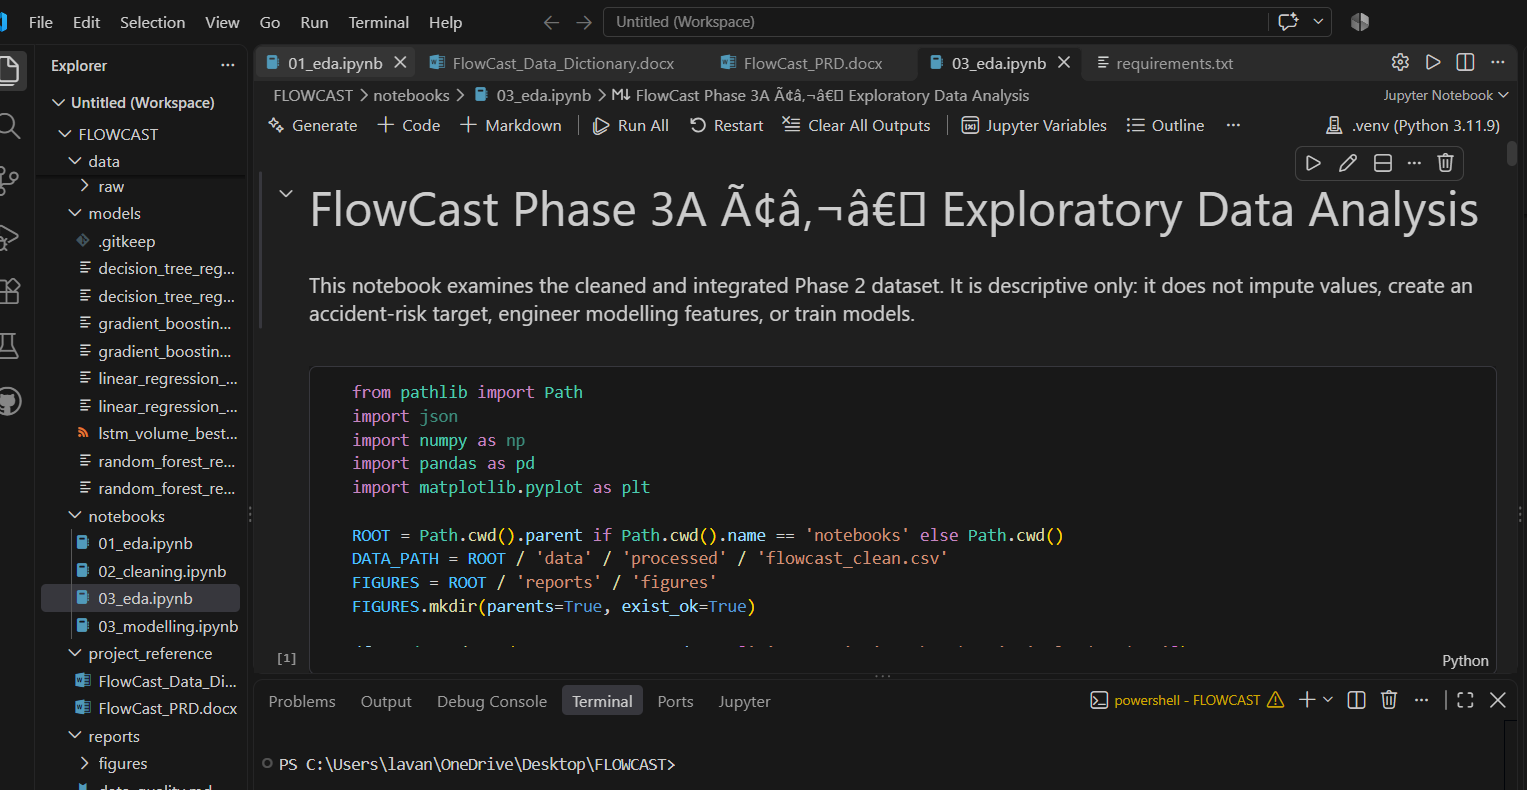 File Edit Selection View Go Run Terminal Help
Untitled (Workspace)
Explorer
Untitled (Workspace)
FLOWCAST
data
raw
models
.gitkeep
decision_tree_reg...
decision_tree_reg...
gradient_boostin...
gradient_boostin...
linear_regression_...
linear_regression_...
lstm_volume_best...
random_forest_re...
random_forest_re...
notebooks
01_eda.ipynb
02_cleaning.ipynb
03_eda.ipynb
03_modelling.ipynb
project_reference
FlowCast_Data_Di...
FlowCast_PRD.docx
reports
figures
01_eda.ipynb FlowCast_Data_Dictionary.docx FlowCast_PRD.docx 03_eda.ipynb requirements.txt
FLOWCAST > notebooks > 03_eda.ipynb > M↓ FlowCast Phase 3A Ã¢â‚¬â€▯ Exploratory Data Analysis Jupyter Notebook
Generate + Code + Markdown Run All Restart Clear All Outputs Jupyter Variables Outline ... .venv (Python 3.11.9)
FlowCast Phase 3A Ã¢â‚¬â€▯ Exploratory Data Analysis
This notebook examines the cleaned and integrated Phase 2 dataset. It is descriptive only: it does not impute values, create an
accident-risk target, engineer modelling features, or train models.
from pathlib import Path
import json
import numpy as np
import pandas as pd
import matplotlib.pyplot as plt
ROOT = Path.cwd().parent if Path.cwd().name == 'notebooks' else Path.cwd()
DATA_PATH = ROOT / 'data' / 'processed' / 'flowcast_clean.csv'
FIGURES = ROOT / 'reports' / 'figures'
FIGURES.mkdir(parents=True, exist_ok=True)
[1]
Python
Problems Output Debug Console Terminal Ports Jupyter powershell - FLOWCAST
PS C:\Users\lavan\OneDrive\Desktop\FLOWCAST>